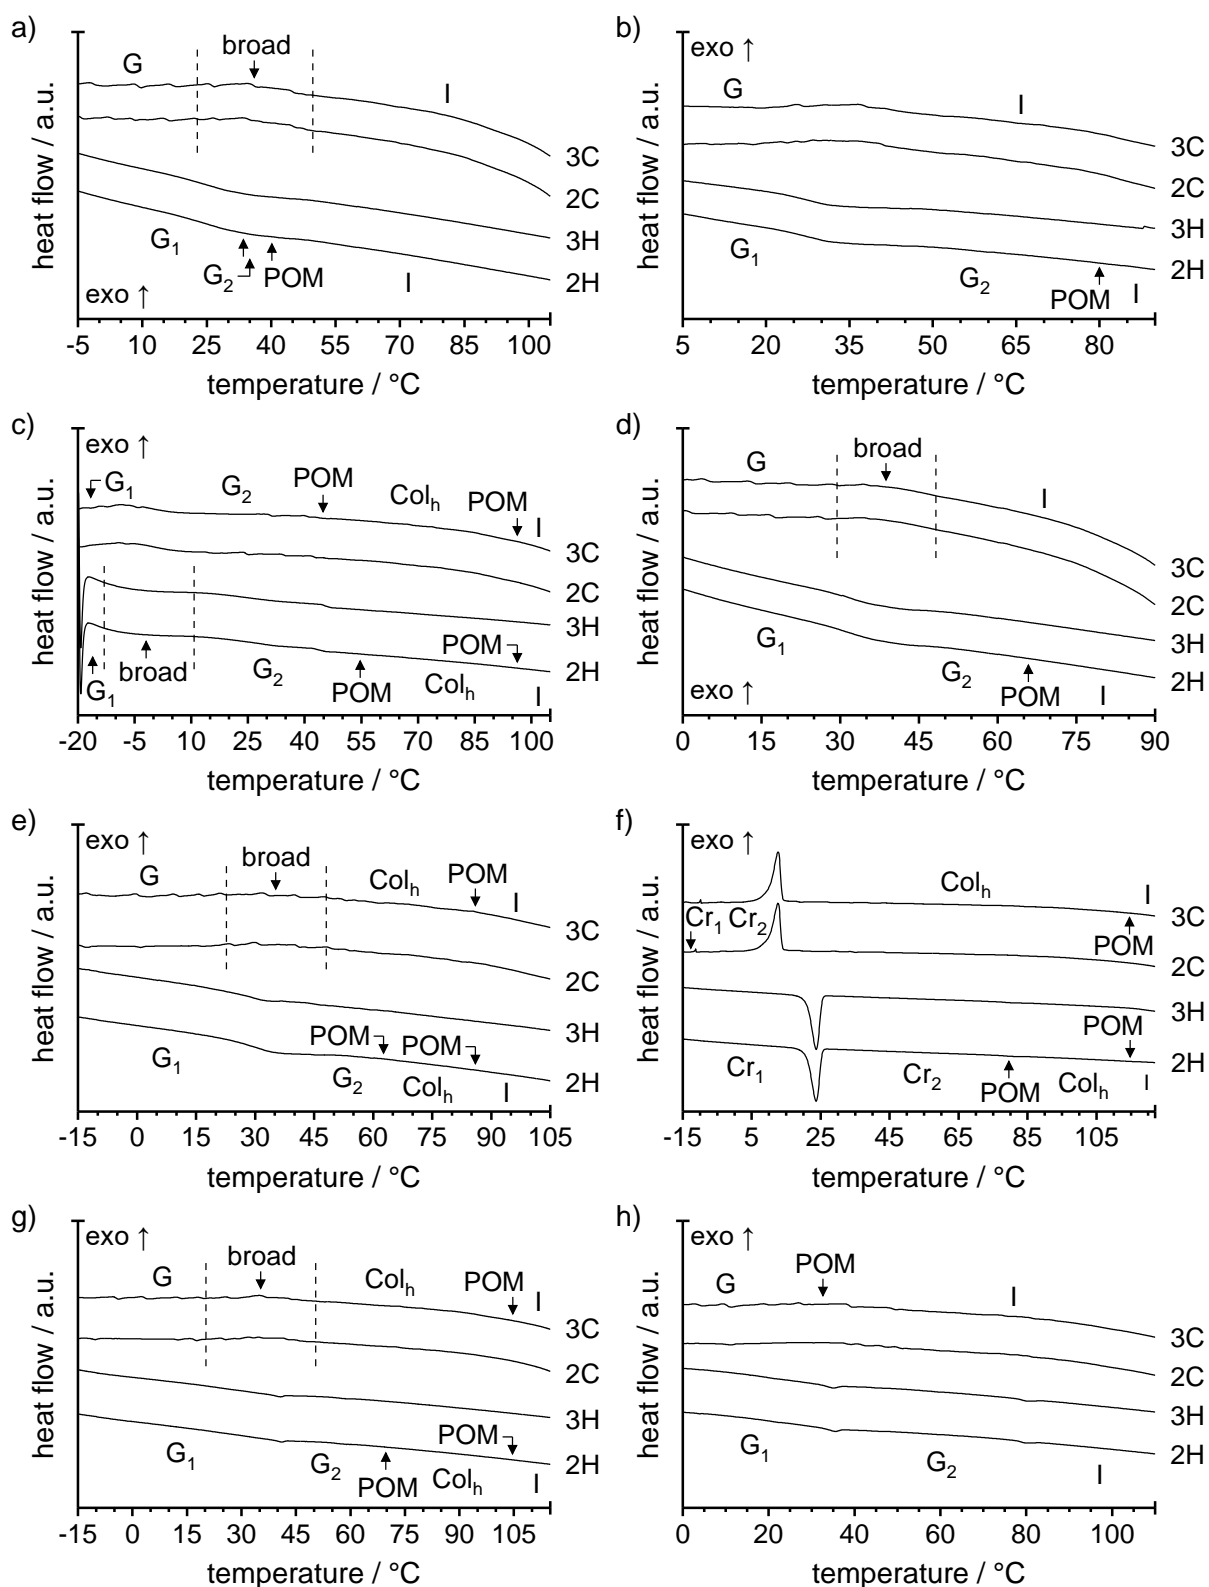 a)
broad
G
I
3C
2C
3H
2H
G₁
G₂
POM
I
exo ↑
heat flow / a.u.
-5 10 25 40 55 70 85 100
temperature / °C
b)
exo ↑
G
I
3C
2C
3H
2H
G₁
G₂
POM
I
heat flow / a.u.
5 20 35 50 65 80
temperature / °C
c)
exo ↑
G₁
G₂
POM
Colₕ
POM
I
3C
2C
3H
2H
G₁
broad
G₂
POM
Colₕ
POM
I
heat flow / a.u.
-20 -5 10 25 40 55 70 85 100
temperature / °C
d)
broad
G
I
3C
2C
3H
2H
G₁
G₂
POM
I
exo ↑
heat flow / a.u.
0 15 30 45 60 75 90
temperature / °C
e)
exo ↑
broad
G
Colₕ
POM
I
3C
2C
3H
2H
G₁
POM
G₂
POM
Colₕ
I
heat flow / a.u.
-15 0 15 30 45 60 75 90 105
temperature / °C
f)
exo ↑
Cr₁ Cr₂
Colₕ
I
POM
3C
2C
3H
2H
Cr₁
Cr₂
POM
Colₕ
POM
I
heat flow / a.u.
-15 5 25 45 65 85 105
temperature / °C
g)
exo ↑
broad
G
Colₕ
POM
I
3C
2C
3H
2H
G₁
G₂
POM
Colₕ
POM
I
heat flow / a.u.
-15 0 15 30 45 60 75 90 105
temperature / °C
h)
exo ↑
POM
G
I
3C
2C
3H
2H
G₁
G₂
I
heat flow / a.u.
0 20 40 60 80 100
temperature / °C